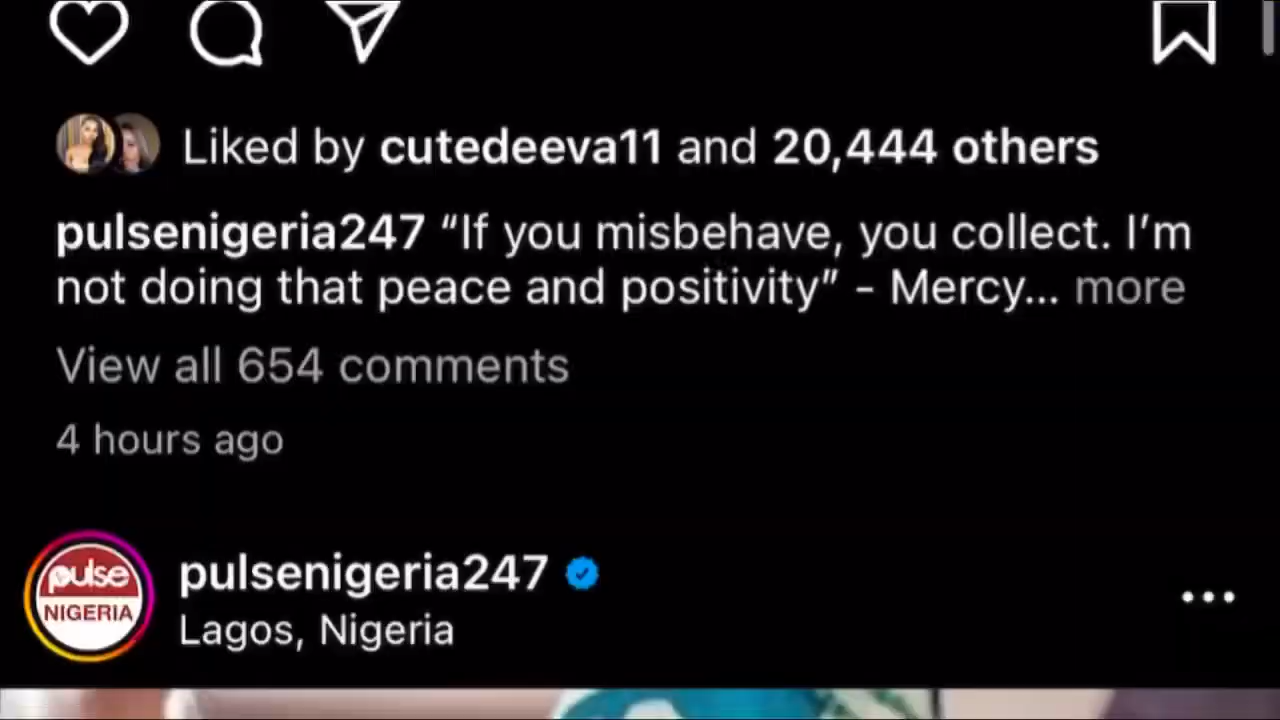 Liked by cutedeeva11 and 20,444 others
pulsenigeria247 “If you misbehave, you collect. I’m
not doing that peace and positivity” - Mercy... more
View all 654 comments
4 hours ago
pulse
NIGERIA
pulsenigeria247
Lagos, Nigeria